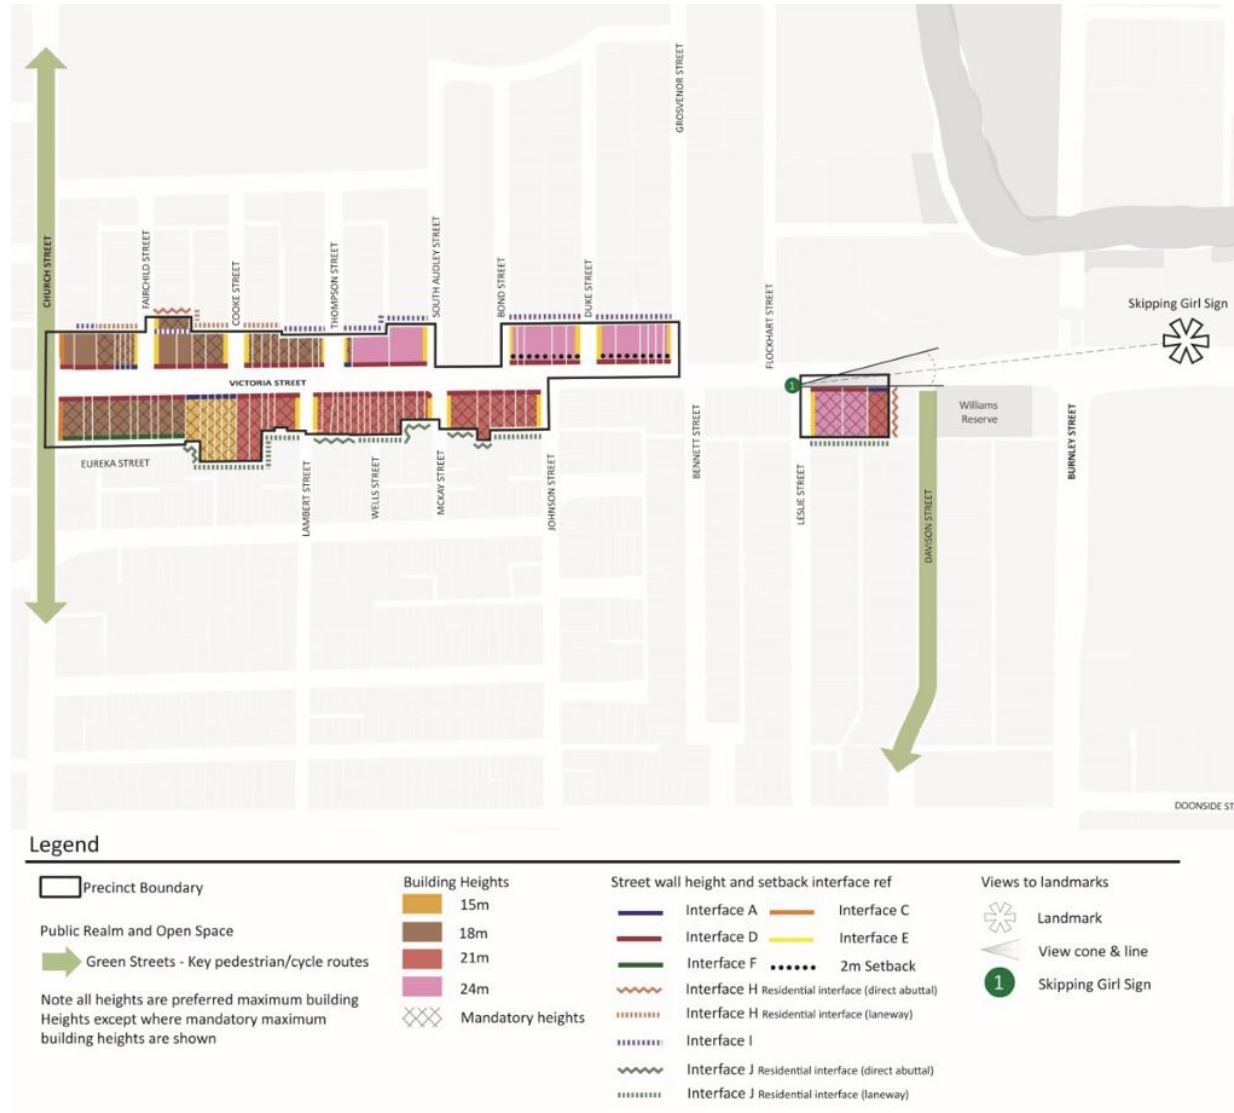 GROSVENOR STREET
CHURCH STREET
FAIRCHILD STREET
COOKE STREET
THOMPSON STREET
SOUTH AUDLEY STREET
BOND STREET
DUKE STREET
FLOCKHART STREET
Skipping Girl Sign
VICTORIA STREET
1
Williams
Reserve
EUREKA STREET
LAMBERT STREET
WELLS STREET
MCKAY STREET
JOHNSON STREET
BENNETT STREET
LESLIE STREET
DAVISON STREET
BURNLEY STREET
DOONSIDE ST
Legend
Precinct Boundary
Public Realm and Open Space
Green Streets - Key pedestrian/cycle routes
Note all heights are preferred maximum building
Heights except where mandatory maximum
building heights are shown
Building Heights
15m
18m
21m
24m
Mandatory heights
Street wall height and setback interface ref
Interface A
Interface C
Interface D
Interface E
Interface F
2m Setback
Interface H Residential interface (direct abuttal)
Interface H Residential interface (laneway)
Interface I
Interface J Residential interface (direct abuttal)
Interface J Residential interface (laneway)
Views to landmarks
Landmark
View cone & line
1
Skipping Girl Sign